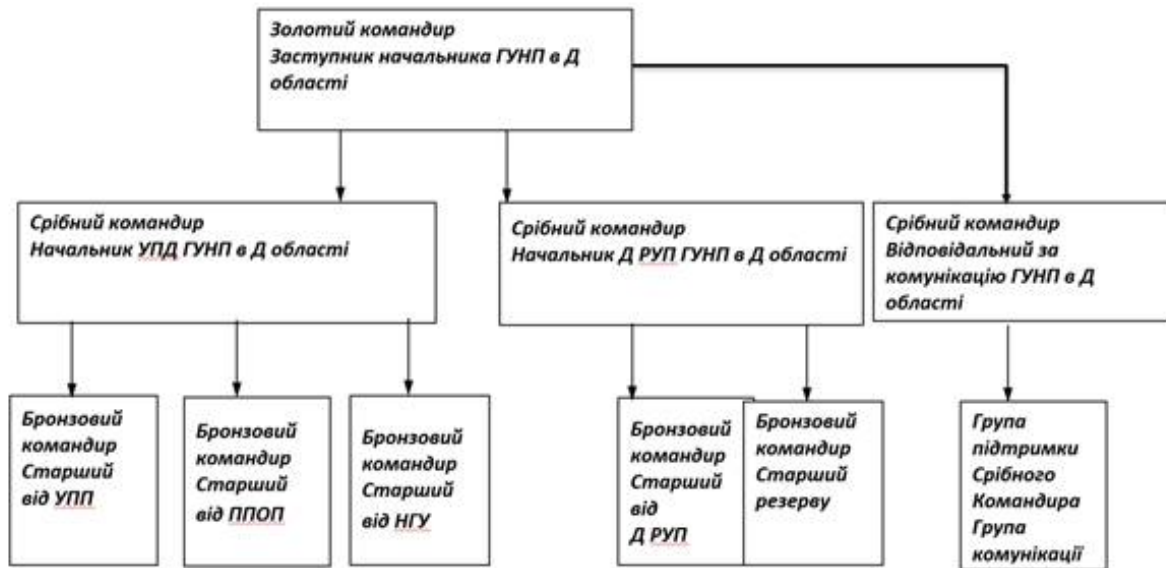 Золотий командир
Заступник начальника ГУНП в Д
області
Срібний командир
Начальник УПД ГУНП в Д області
Срібний командир
Начальник Д РУП ГУНП в Д області
Срібний командир
Відповідальний за
комунікацію ГУНП в Д
області
Бронзовий
командир
Старший
від УПП
Бронзовий
командир
Старший
від ППОП
Бронзовий
командир
Старший
від НГУ
Бронзовий
командир
Старший
від
Д РУП
Бронзовий
командир
Старший
резерву
Група
підтримки
Срібного
Командира
Група
комунікації